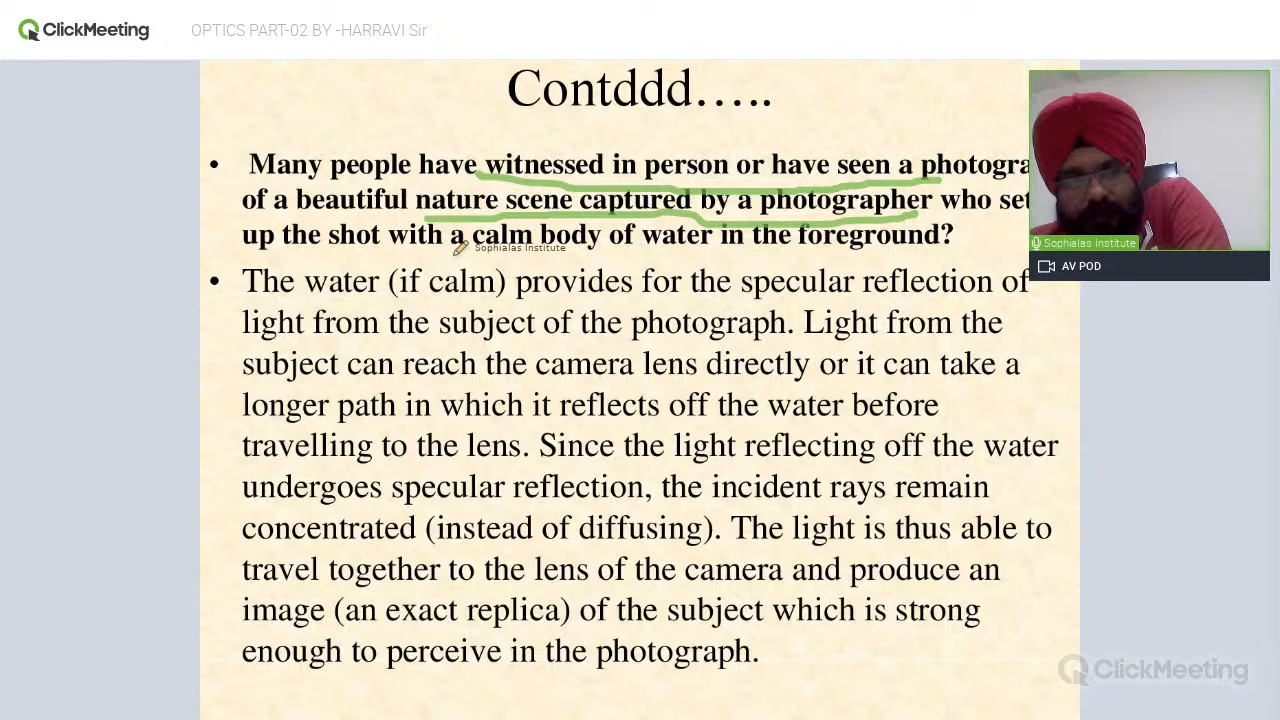 ClickMeeting
OPTICS PART-02 BY -HARRAVI Sir
Contddd…..
• Many people have witnessed in person or have seen a photogra
of a beautiful nature scene captured by a photographer who set
up the shot with a calm body of water in the foreground?
Sophialas Institute
• The water (if calm) provides for the specular reflection of
light from the subject of the photograph. Light from the
subject can reach the camera lens directly or it can take a
longer path in which it reflects off the water before
travelling to the lens. Since the light reflecting off the water
undergoes specular reflection, the incident rays remain
concentrated (instead of diffusing). The light is thus able to
travel together to the lens of the camera and produce an
image (an exact replica) of the subject which is strong
enough to perceive in the photograph.
Sophialas Institute
AV POD
ClickMeeting